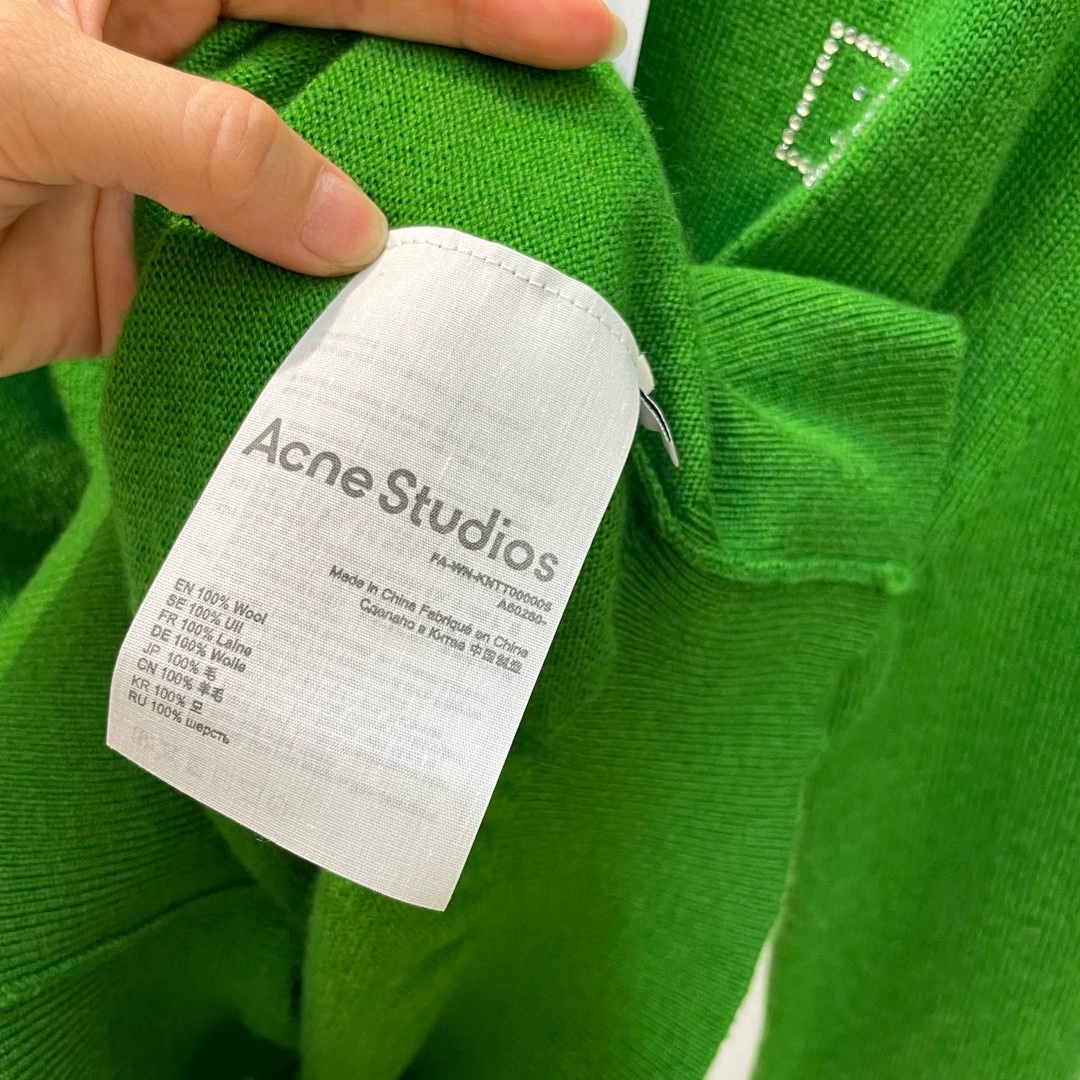 Acne Studios
FA-WN-KNIT000006
A60260-
Made in China Fabriqué en China
Сделано в Китае 中国制造
EN 100% Wool
SE 100% Ull
FR 100% Laine
DE 100% Wolle
JP 100% 毛
CN 100% 羊毛
KR 100% 모
RU 100% шерсть